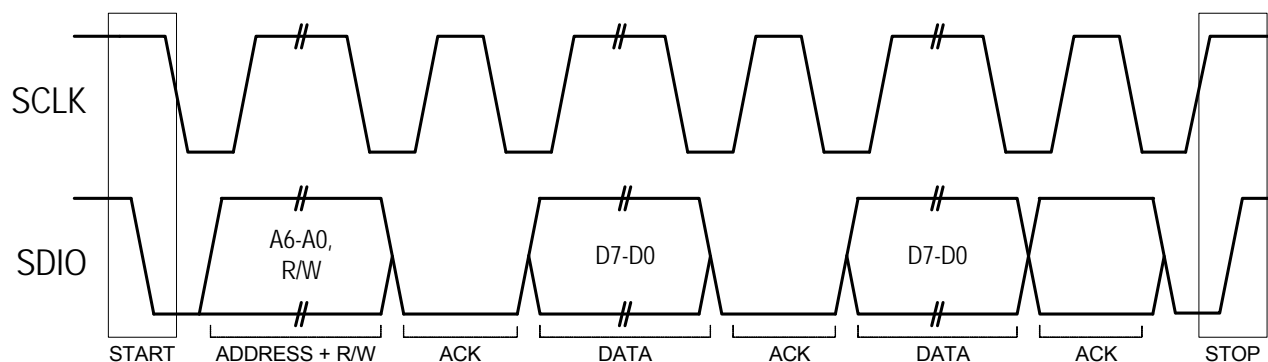 SCLK
SDIO
A6-A0,
R/W
D7-D0
D7-D0
START
ADDRESS + R/W
ACK
DATA
ACK
DATA
ACK
STOP